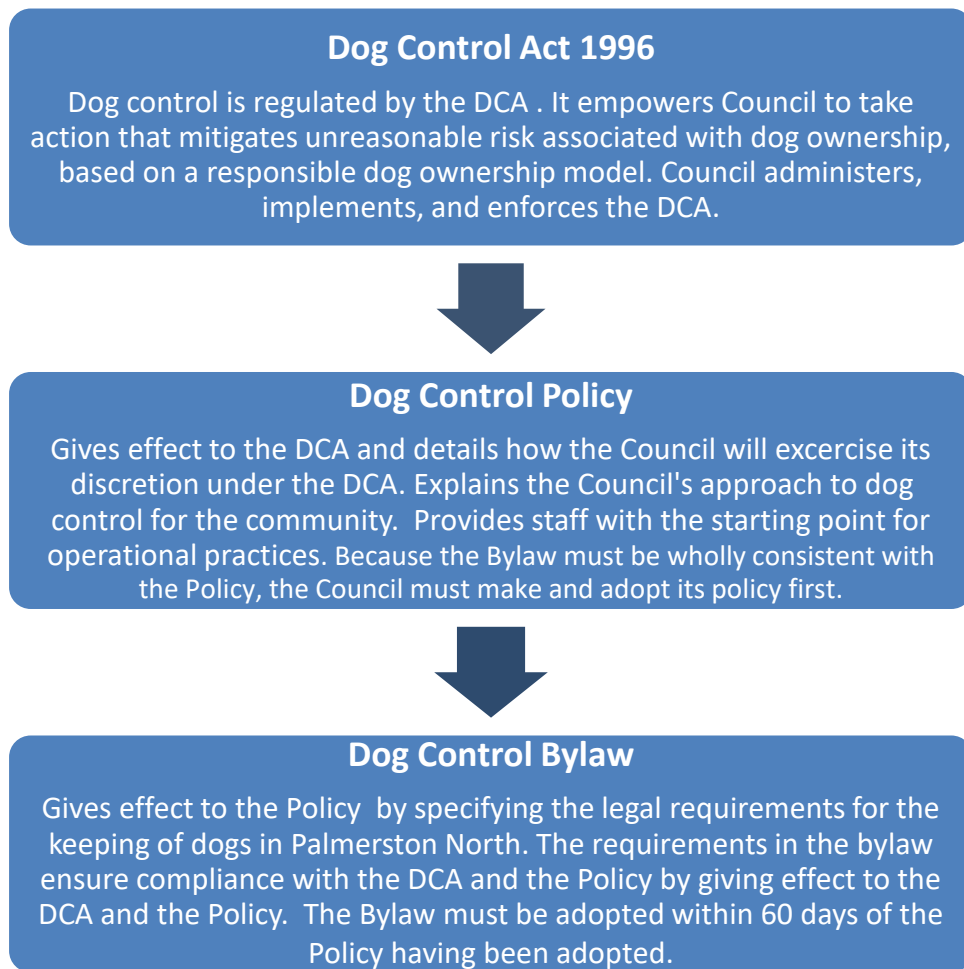 Dog Control Act 1996
Dog control is regulated by the DCA . It empowers Council to take
action that mitigates unreasonable risk associated with dog ownership,
based on a responsible dog ownership model. Council administers,
implements, and enforces the DCA.
Dog Control Policy
Gives effect to the DCA and details how the Council will excercise its
discretion under the DCA. Explains the Council's approach to dog
control for the community.  Provides staff with the starting point for
operational practices. Because the Bylaw must be wholly consistent with
the Policy, the Council must make and adopt its policy first.
Dog Control Bylaw
Gives effect to the Policy  by specifying the legal requirements for the
keeping of dogs in Palmerston North. The requirements in the bylaw
ensure compliance with the DCA and the Policy by giving effect to the
DCA and the Policy.  The Bylaw must be adopted within 60 days of the
Policy having been adopted.